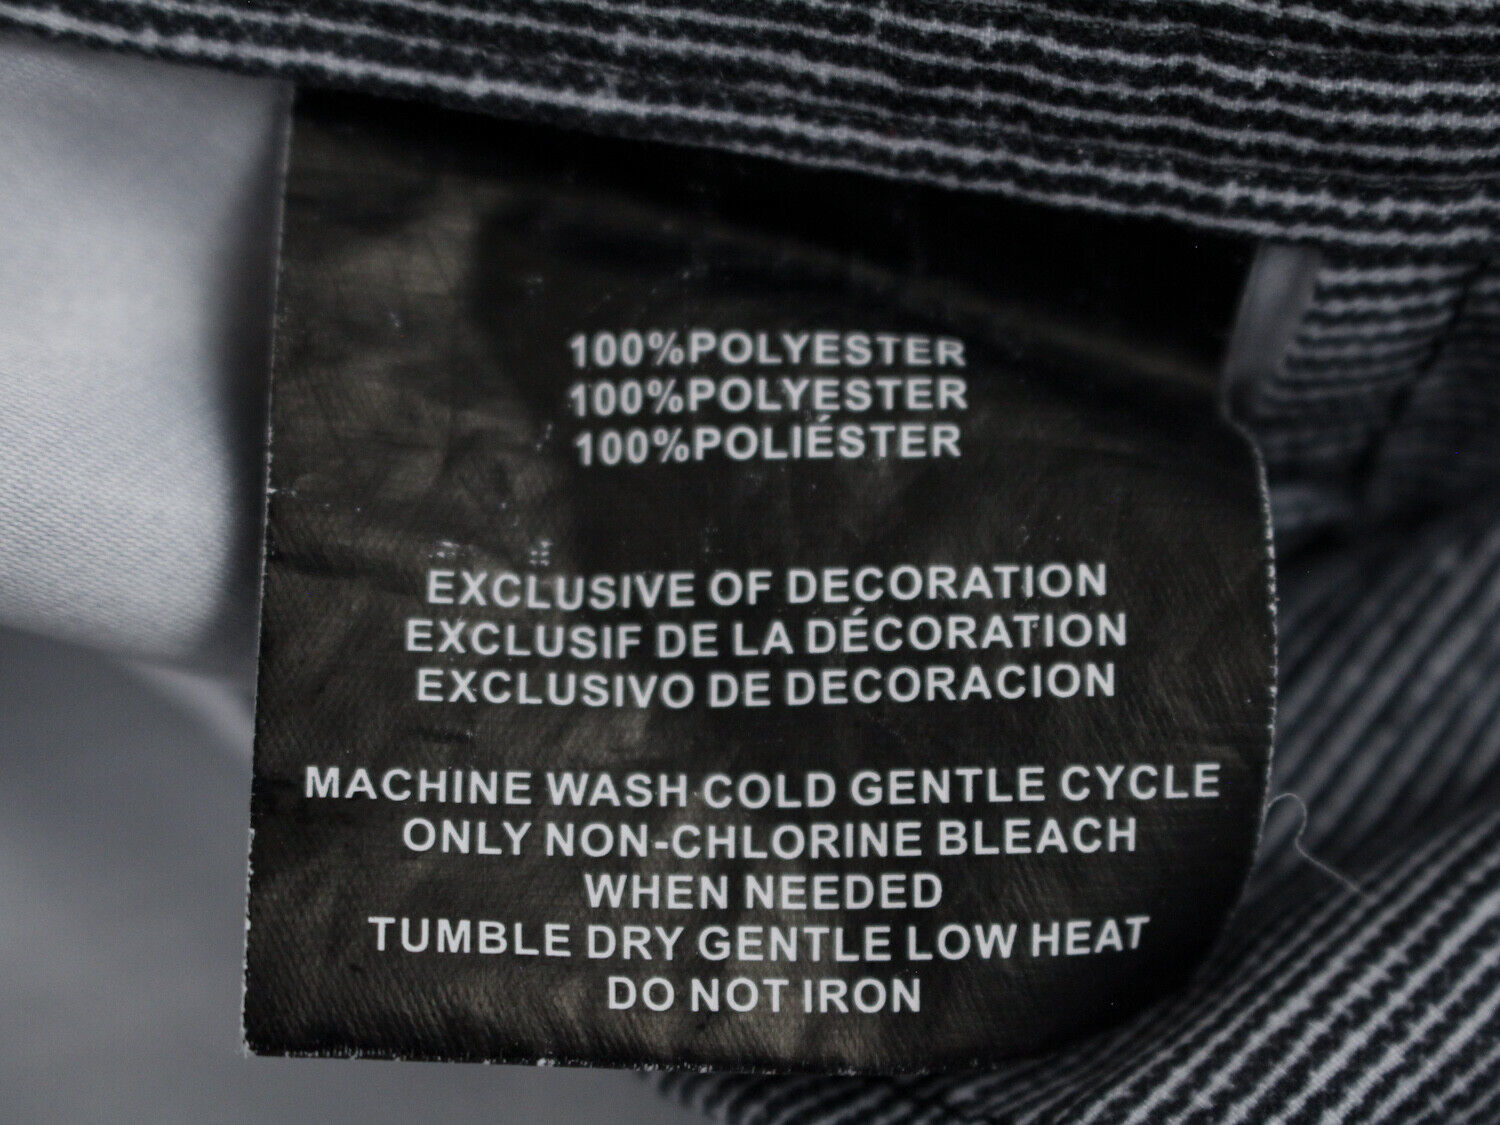 100%POLYESTER
100%POLYESTER
100%POLIÉSTER
EXCLUSIVE OF DECORATION
EXCLUSIF DE LA DÉCORATION
EXCLUSIVO DE DECORACION
MACHINE WASH COLD GENTLE CYCLE
ONLY NON-CHLORINE BLEACH
WHEN NEEDED
TUMBLE DRY GENTLE LOW HEAT
DO NOT IRON